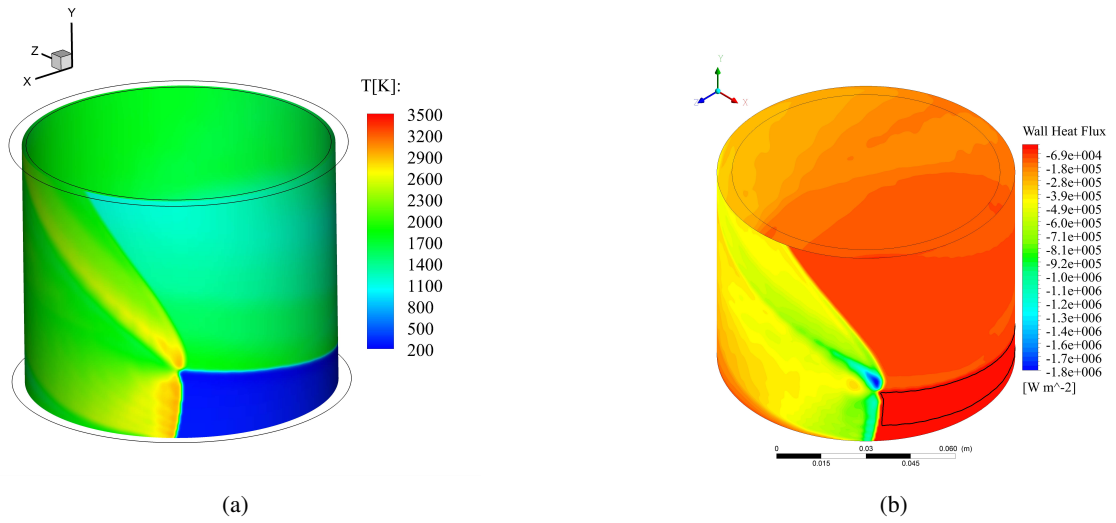 Y
Z
X
T[K]:
3500
3200
2900
2600
2300
2000
1700
1400
1100
800
500
200
(a)
Y
Z
X
Wall Heat Flux
-6.9e+004
-1.8e+005
-2.8e+005
-3.9e+005
-4.9e+005
-6.0e+005
-7.1e+005
-8.2e+005
-9.2e+005
-1.0e+006
-1.1e+006
-1.2e+006
-1.3e+006
-1.4e+006
-1.6e+006
-1.7e+006
-1.8e+006
[W m^-2]
0 0.03 0.060 (m)
0.015 0.045
(b)